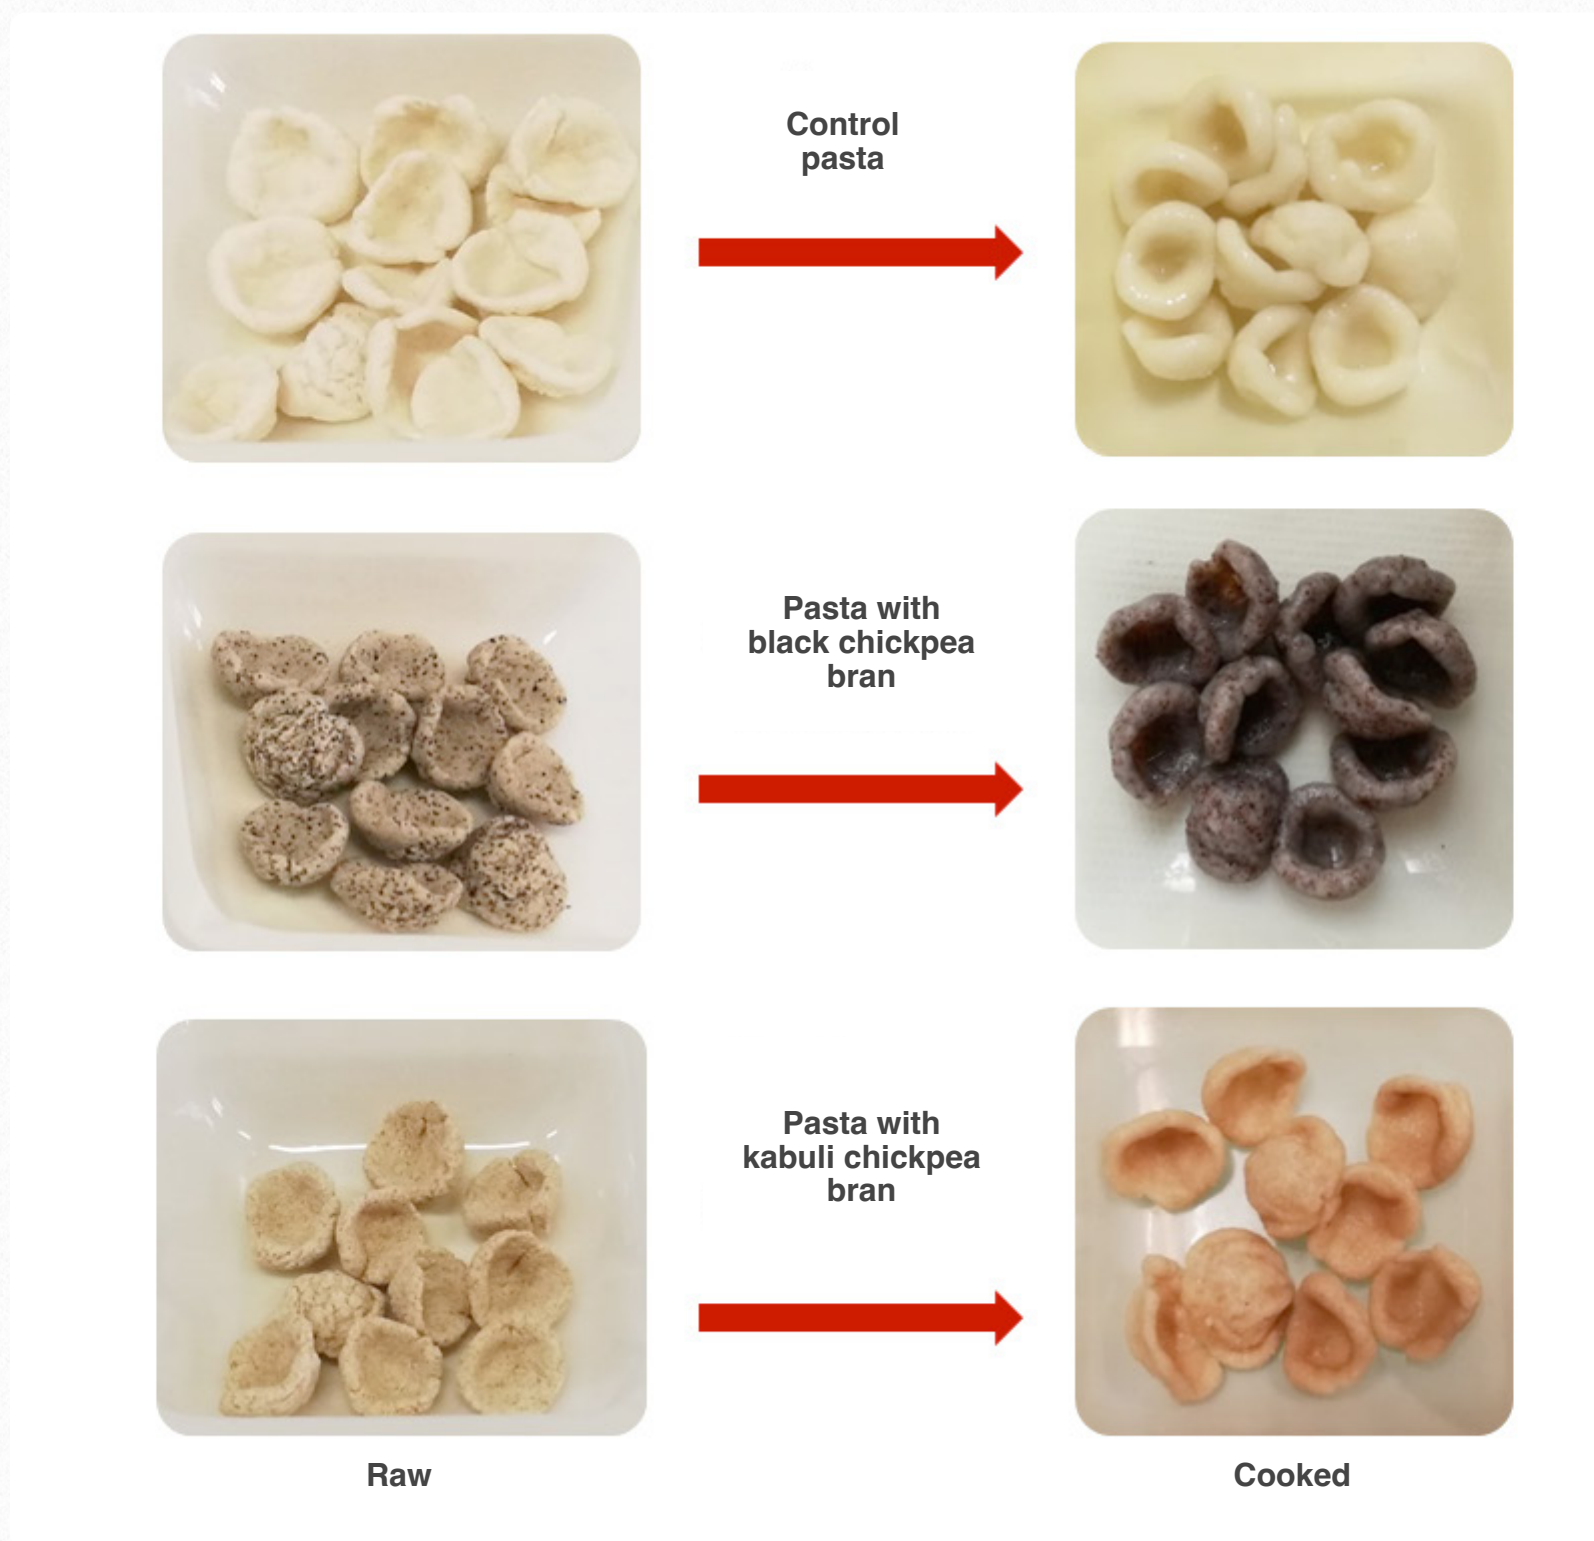 Control
pasta
Pasta with
black chickpea
bran
Pasta with
kabuli chickpea
bran
Raw
Cooked